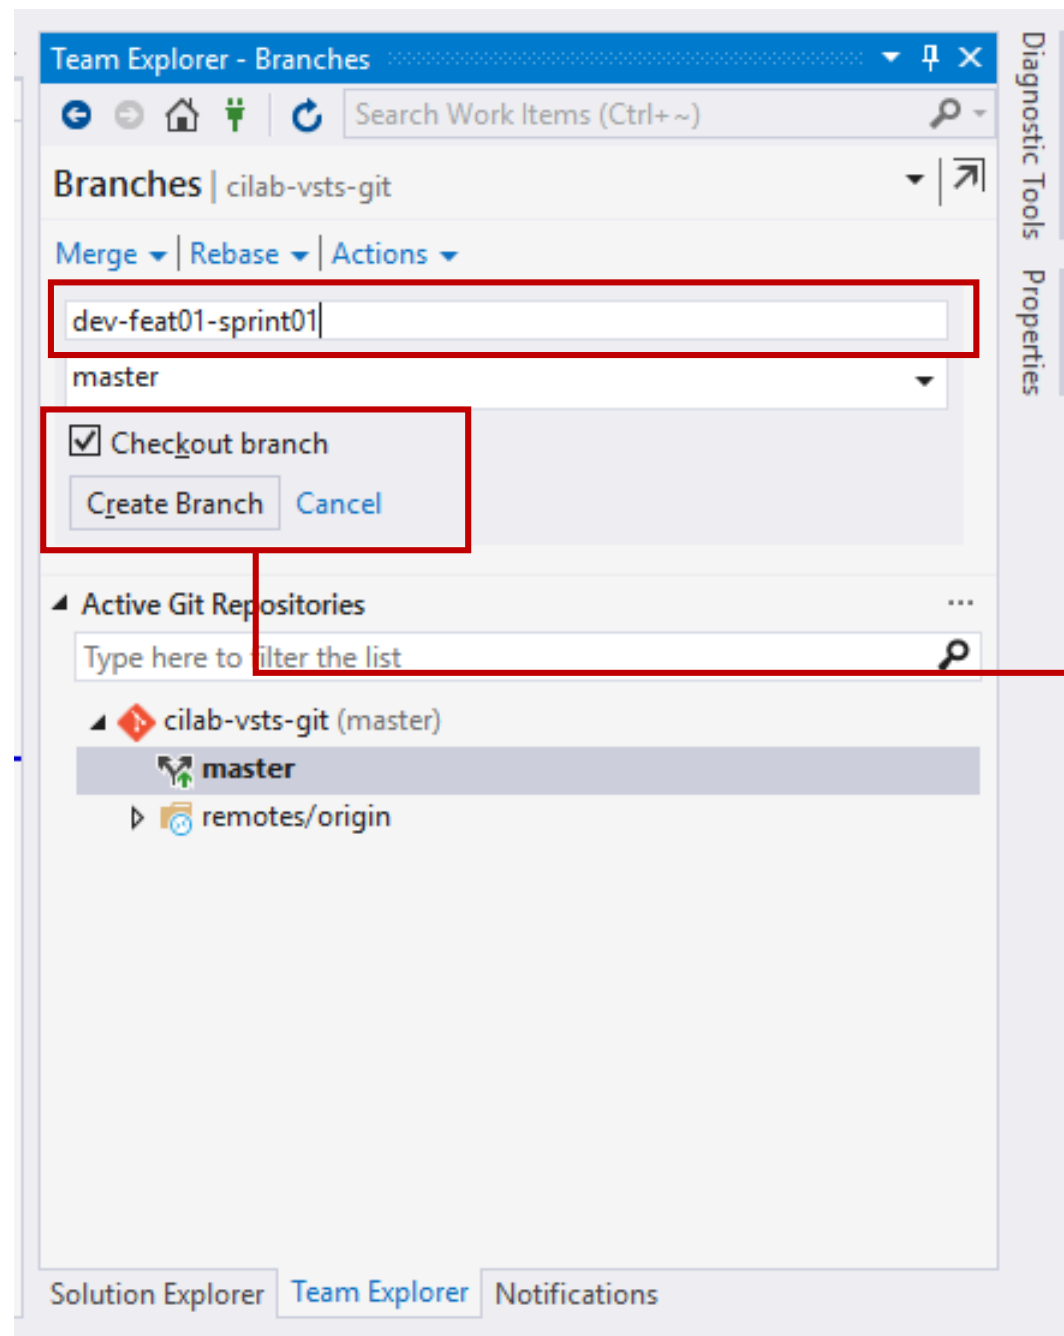 Team Explorer - Branches
Search Work Items (Ctrl+~)
Branches | cilab-vsts-git
Merge | Rebase | Actions
dev-feat01-sprint01
master
Checkout branch
Create Branch Cancel
Active Git Repositories ...
Type here to filter the list
cilab-vsts-git (master)
master
remotes/origin
Solution Explorer Team Explorer Notifications
Diagnostic Tools
Properties